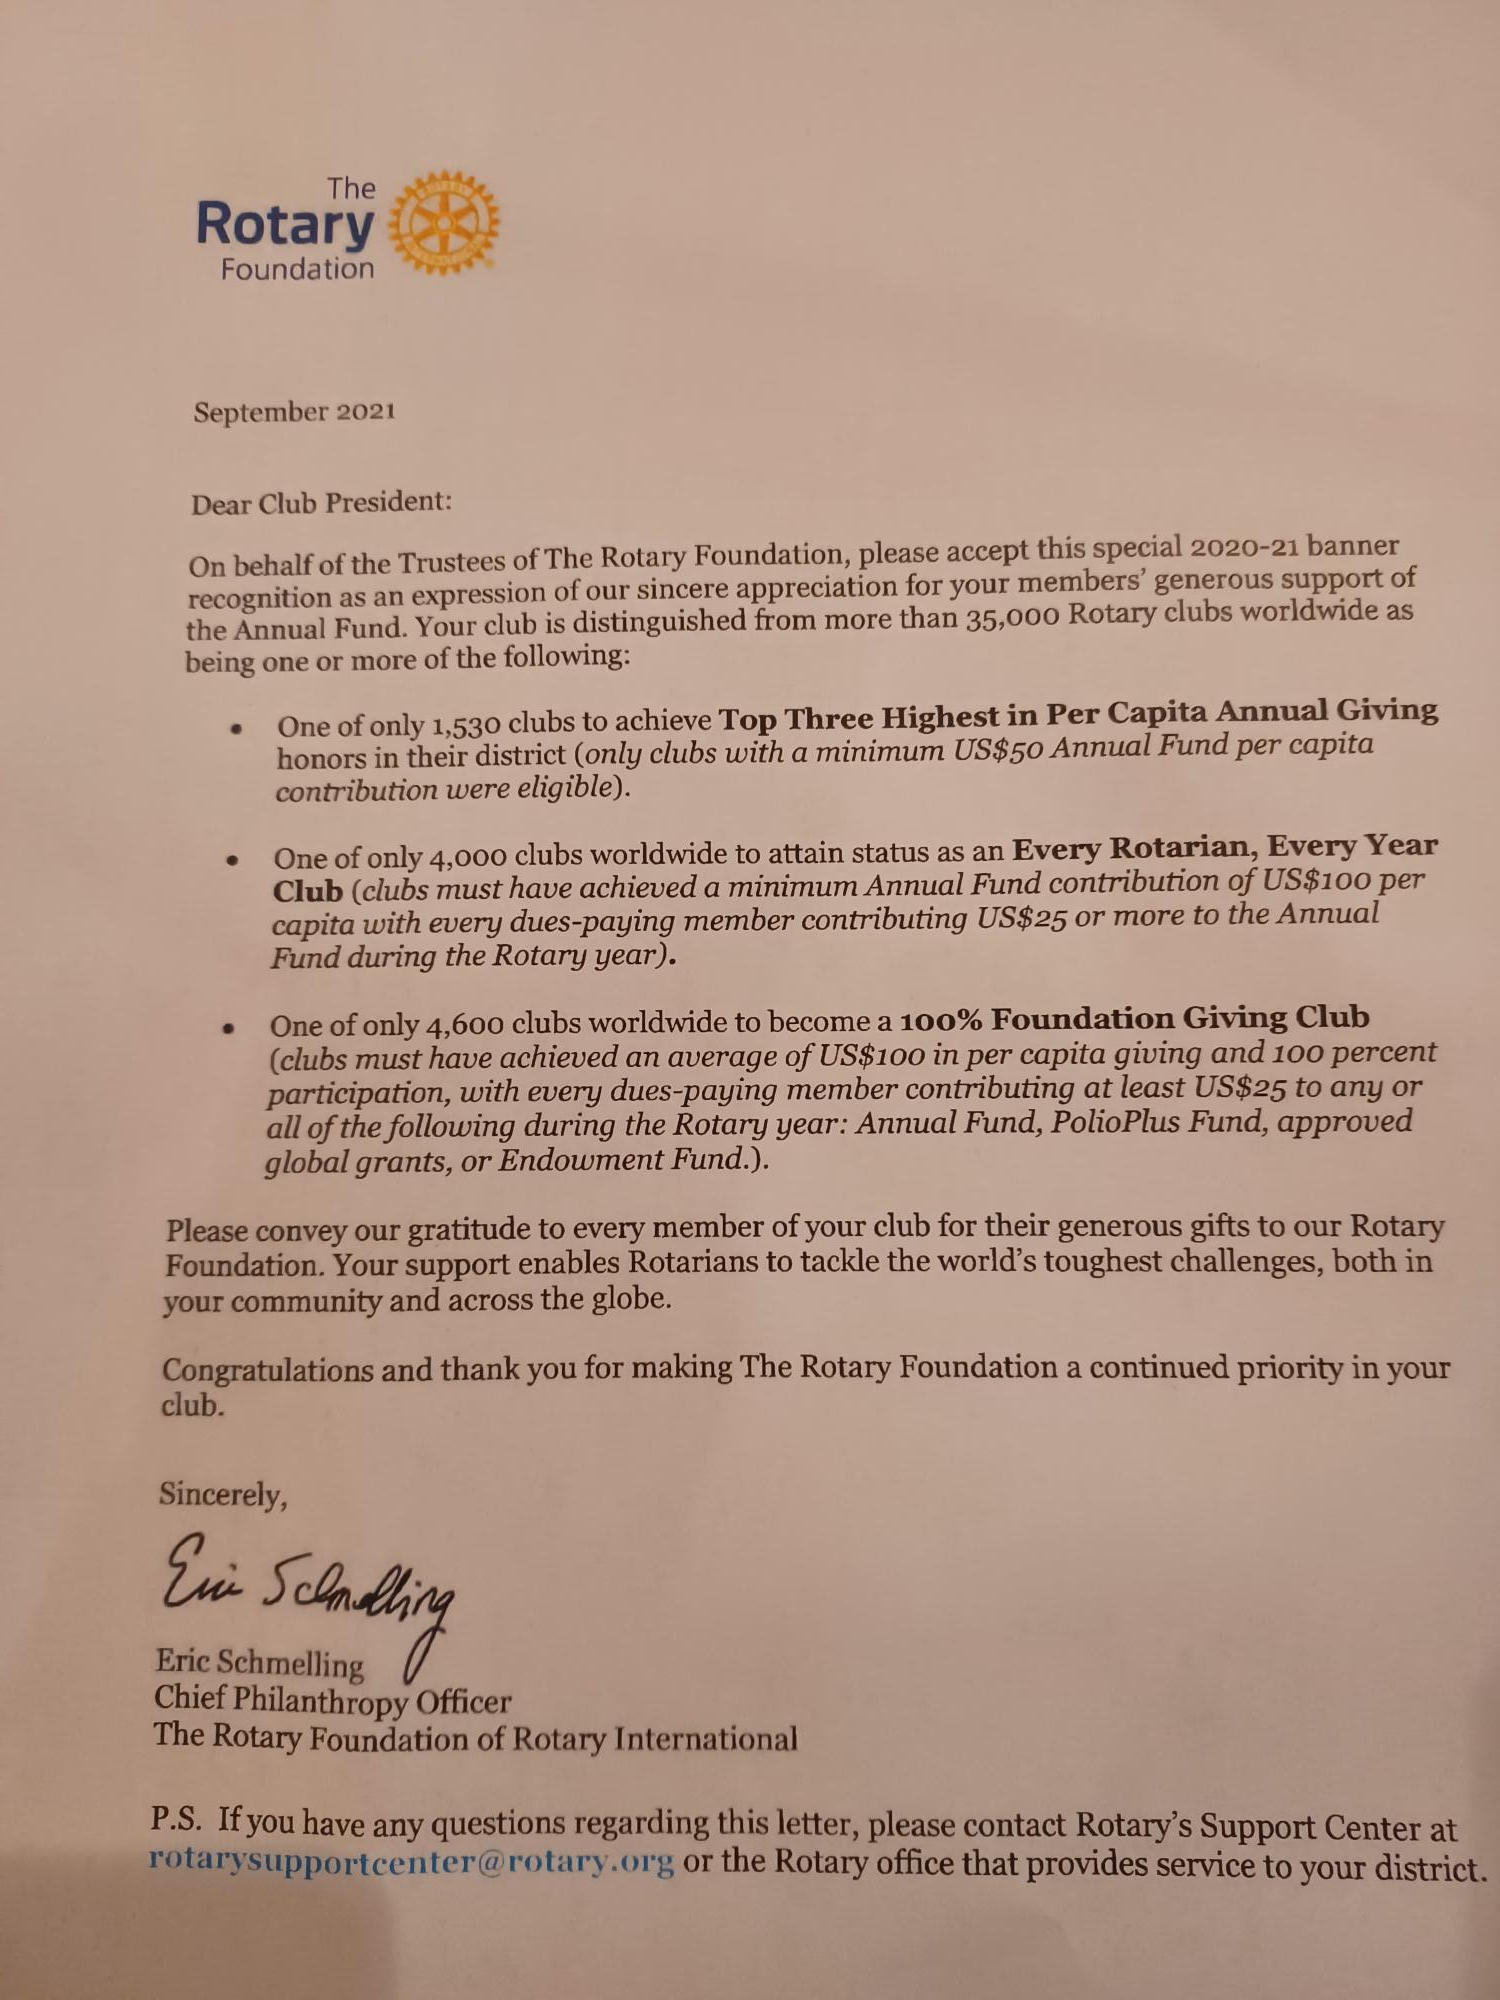 The
Rotary
Foundation
September 2021
Dear Club President:
On behalf of the Trustees of The Rotary Foundation, please accept this special 2020-21 banner
recognition as an expression of our sincere appreciation for your members' generous support of
the Annual Fund. Your club is distinguished from more than 35,000 Rotary clubs worldwide as
being one or more of the following:
• One of only 1,530 clubs to achieve Top Three Highest in Per Capita Annual Giving
honors in their district (only clubs with a minimum US$50 Annual Fund per capita
contribution were eligible).
• One of only 4,000 clubs worldwide to attain status as an Every Rotarian, Every Year
Club (clubs must have achieved a minimum Annual Fund contribution of US$100 per
capita with every dues-paying member contributing US$25 or more to the Annual
Fund during the Rotary year).
• One of only 4,600 clubs worldwide to become a 100% Foundation Giving Club
(clubs must have achieved an average of US$100 in per capita giving and 100 percent
participation, with every dues-paying member contributing at least US$25 to any or
all of the following during the Rotary year: Annual Fund, PolioPlus Fund, approved
global grants, or Endowment Fund.).
Please convey our gratitude to every member of your club for their generous gifts to our Rotary
Foundation. Your support enables Rotarians to tackle the world's toughest challenges, both in
your community and across the globe.
Congratulations and thank you for making The Rotary Foundation a continued priority in your
club.
Sincerely,
Eric Schmelling
Eric Schmelling
Chief Philanthropy Officer
The Rotary Foundation of Rotary International
P.S. If you have any questions regarding this letter, please contact Rotary's Support Center at
rotarysupportcenter@rotary.org or the Rotary office that provides service to your district.